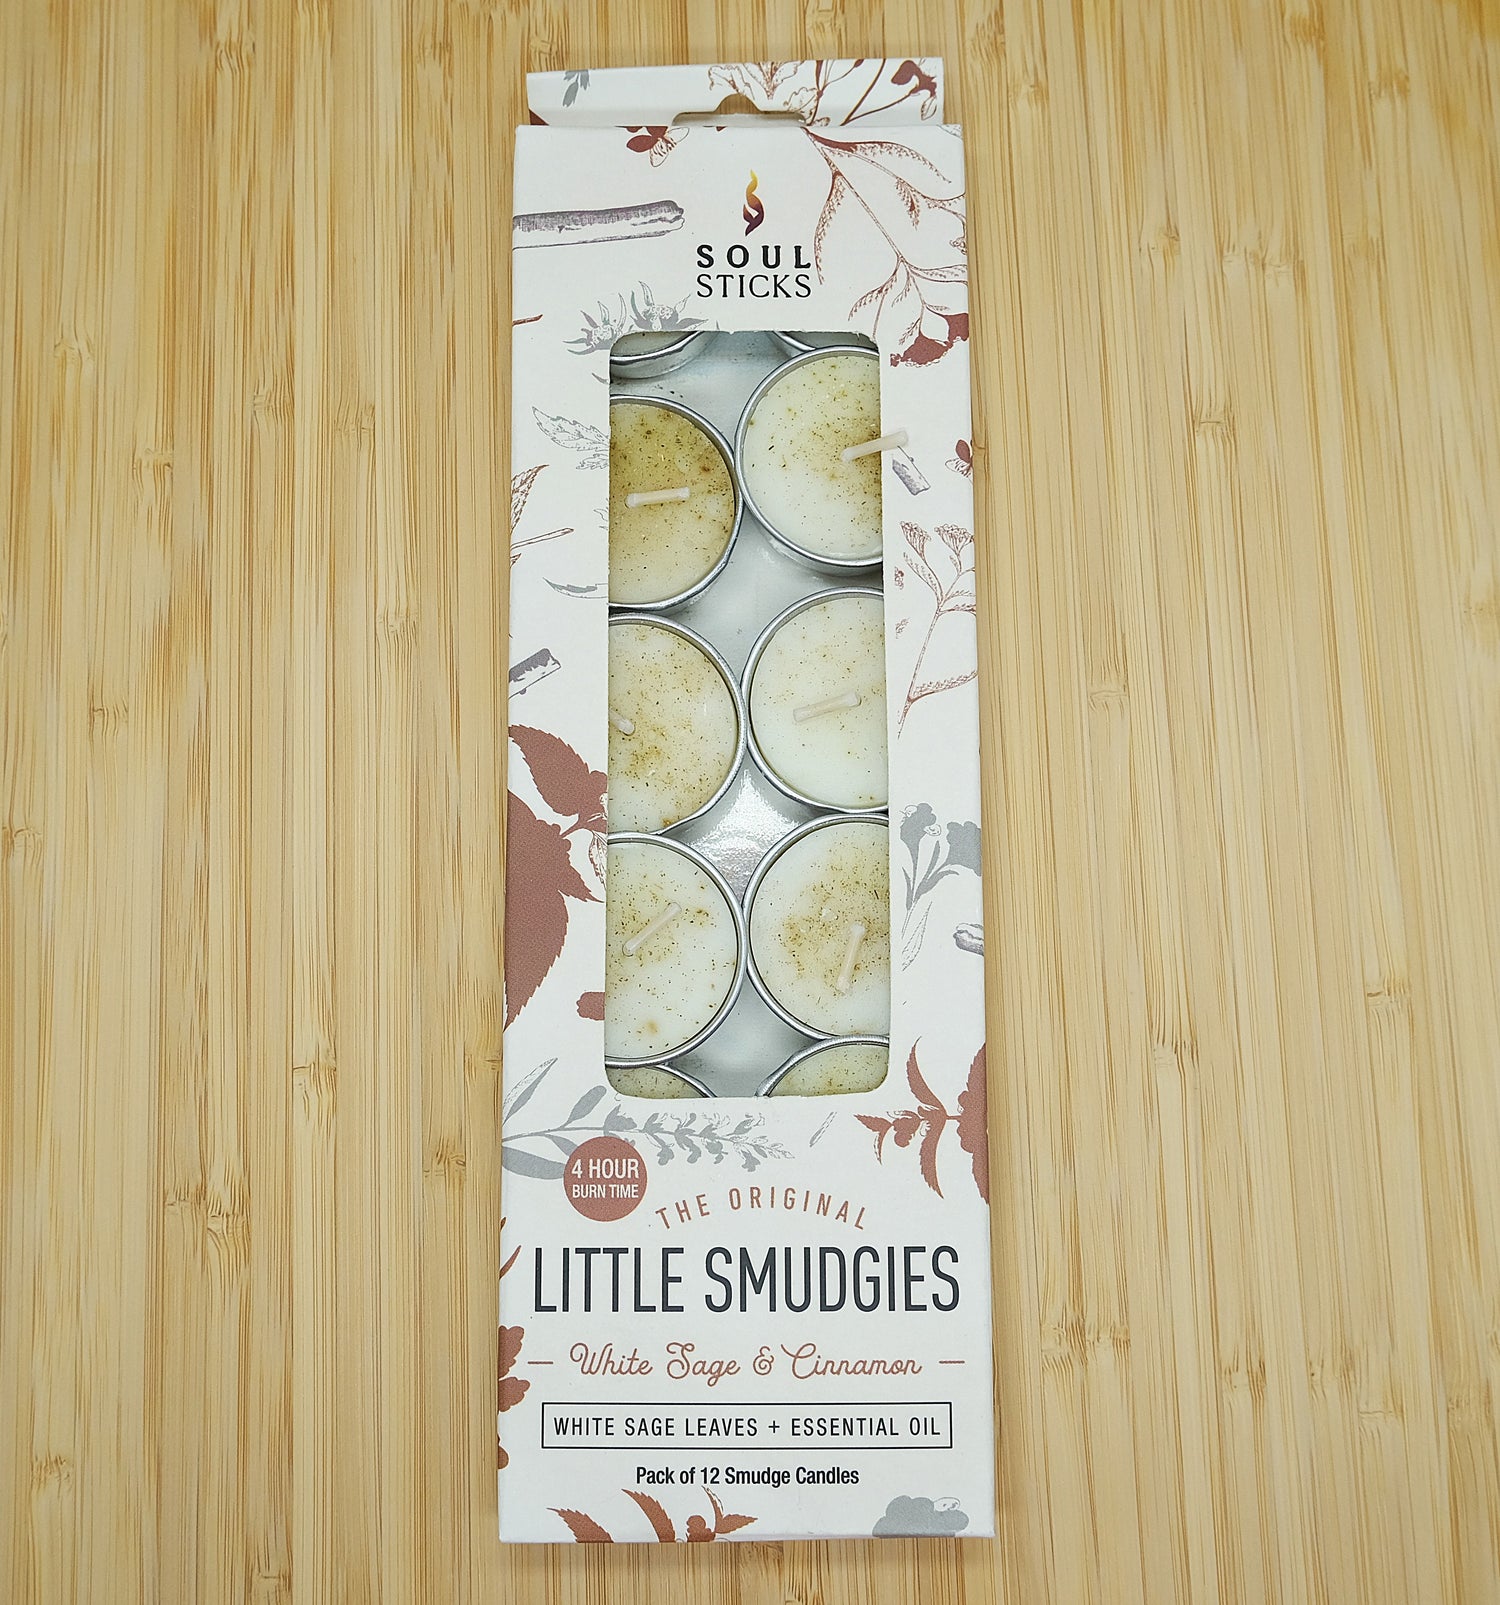 SOUL
STICKS
4 HOUR
BURN TIME
THE ORIGINAL
LITTLE SMUDGIES
White Sage & Cinnamon
WHITE SAGE LEAVES + ESSENTIAL OIL
Pack of 12 Smudge Candles